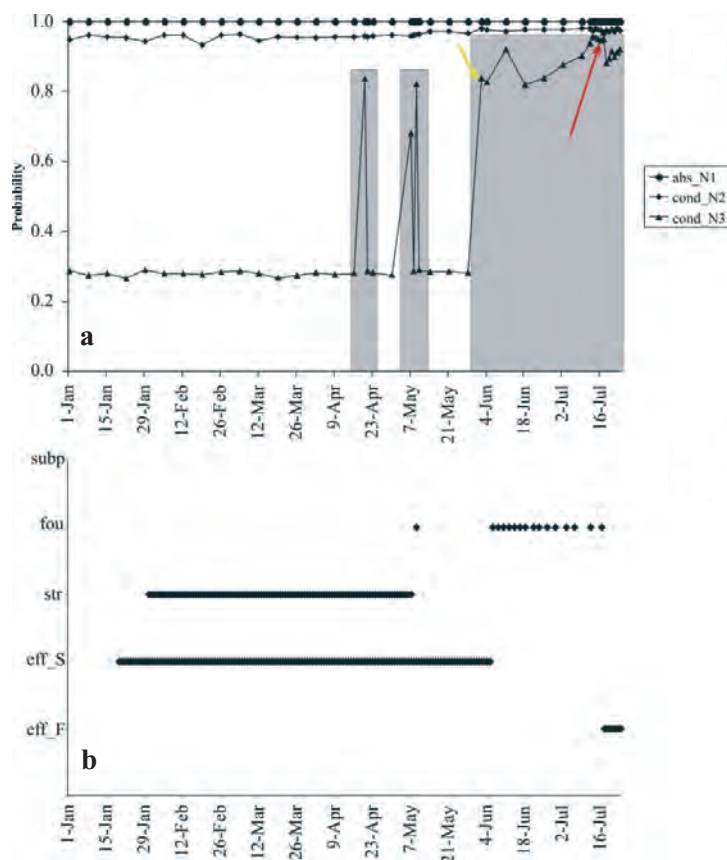 1.0
0.8
0.6
0.4
0.2
0.0
Probability
a
1-Jan
15-Jan
29-Jan
12-Feb
26-Feb
12-Mar
26-Mar
9-Apr
23-Apr
7-May
21-May
4-Jun
18-Jun
2-Jul
16-Jul
abs_N1
cond_N2
cond_N3
subp
fou
str
eff_S
eff_F
b
1-Jan
15-Jan
29-Jan
12-Feb
26-Feb
12-Mar
26-Mar
9-Apr
23-Apr
7-May
21-May
4-Jun
18-Jun
2-Jul
16-Jul